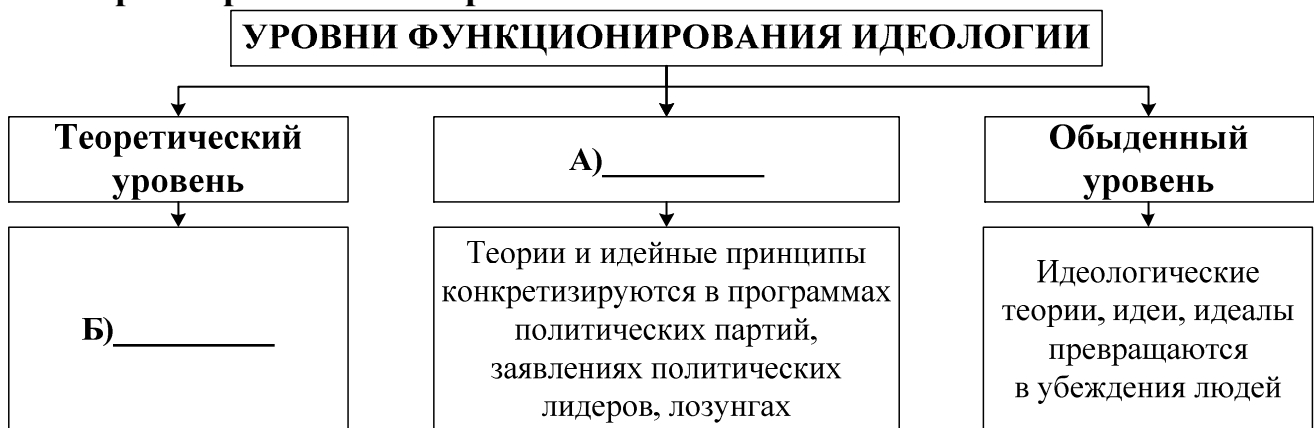 УРОВНИ ФУНКЦИОНИРОВАНИЯ ИДЕОЛОГИИ
Теоретический
уровень
А)__________
Обыденный
уровень
Б)__________
Теории и идейные принципы
конкретизируются в программах
политических партий,
заявлениях политических
лидеров, лозунгах
Идеологические
теории, идеи, идеалы
превращаются
в убеждения людей